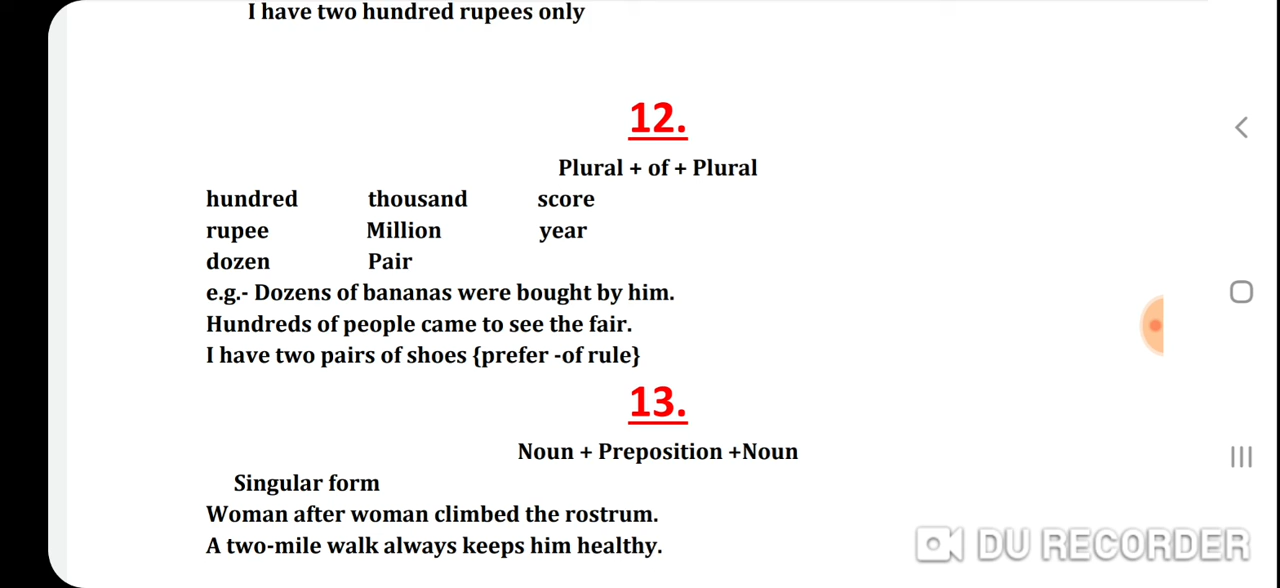 I have two hundred rupees only
12.
Plural + of + Plural
hundred thousand score
rupee Million year
dozen Pair
e.g.- Dozens of bananas were bought by him.
Hundreds of people came to see the fair.
I have two pairs of shoes {prefer -of rule}
13.
Noun + Preposition +Noun
Singular form
Woman after woman climbed the rostrum.
A two-mile walk always keeps him healthy.
DU RECORDER